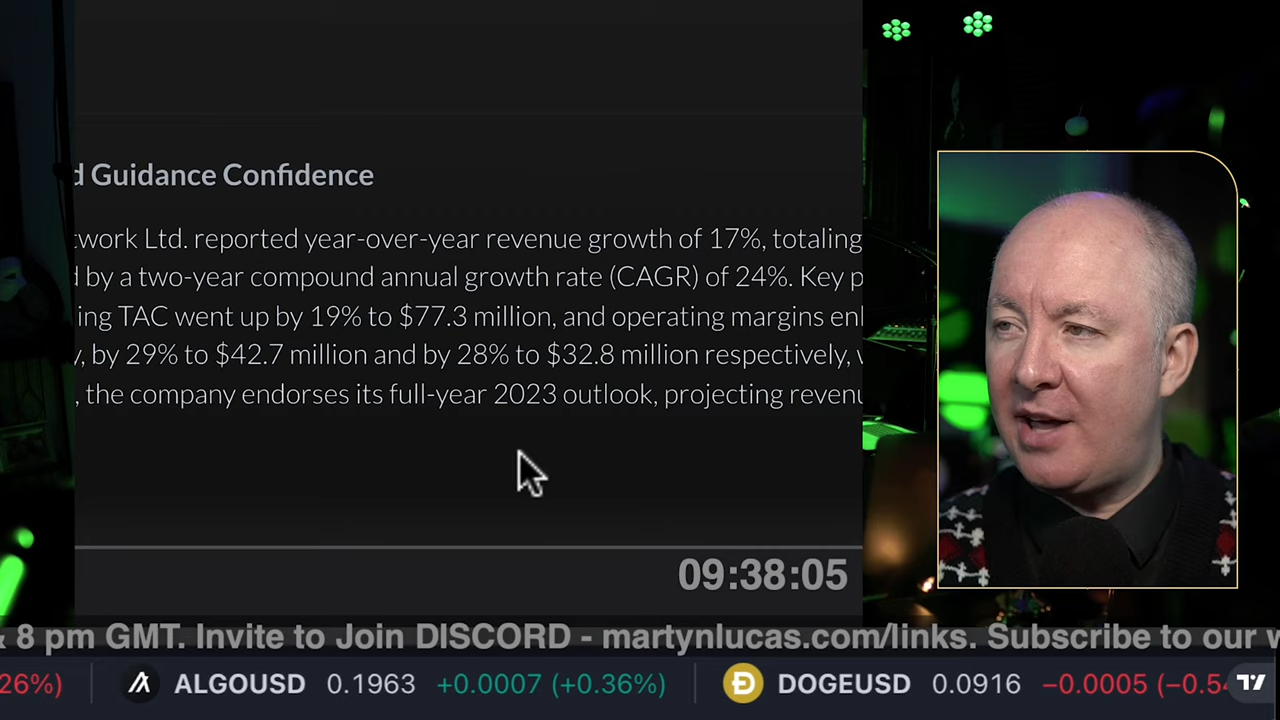 d Guidance Confidence
twork Ltd. reported year-over-year revenue growth of 17%, totaling
d by a two-year compound annual growth rate (CAGR) of 24%. Key p
ing TAC went up by 19% to $77.3 million, and operating margins en
, by 29% to $42.7 million and by 28% to $32.8 million respectively,
, the company endorses its full-year 2023 outlook, projecting revenu
09:38:05
& 8 pm GMT. Invite to Join DISCORD - martynlucas.com/links. Subscribe to our w
26%) ALGOUSD 0.1963 +0.0007 (+0.36%) DOGEUSD 0.0916 −0.0005 (−0.54